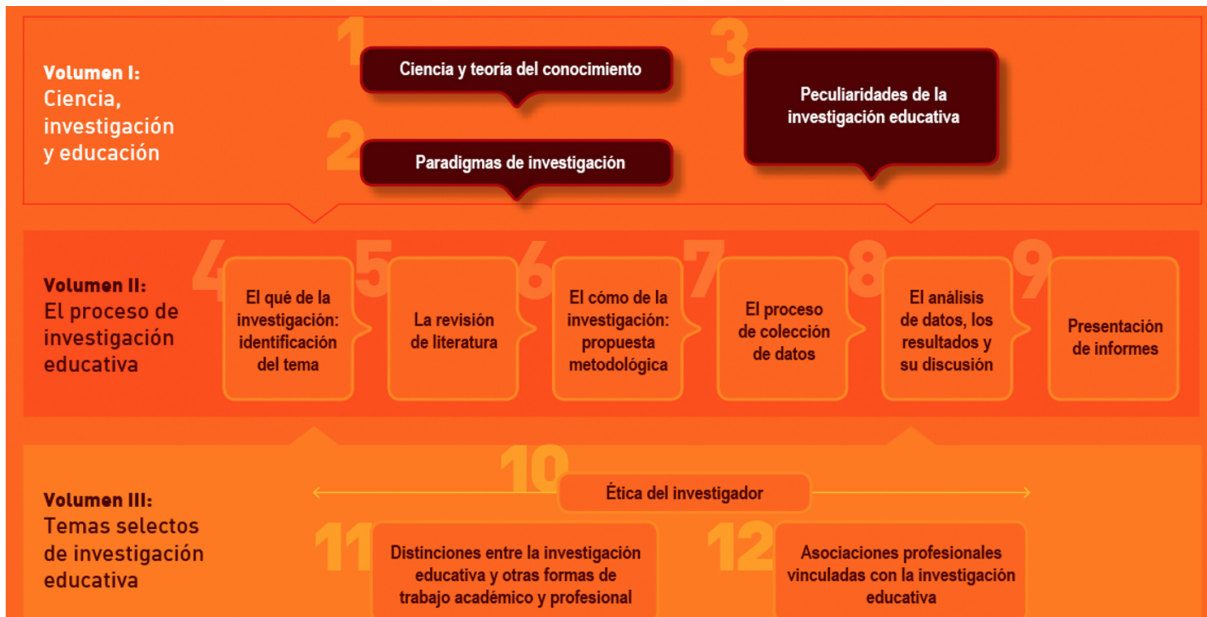 Volumen I:
Ciencia,
investigación
y educación
1
Ciencia y teoría del conocimiento
2
Paradigmas de investigación
3
Peculiaridades de la
investigación educativa
Volumen II:
El proceso de
investigación
educativa
4
El qué de la
investigación:
identificación
del tema
5
La revisión
de literatura
6
El cómo de la
investigación:
propuesta
metodológica
7
El proceso
de colección
de datos
8
El análisis
de datos, los
resultados y
su discusión
9
Presentación
de informes
Volumen III:
Temas selectos
de investigación
educativa
10
Ética del investigador
11
Distinciones entre la investigación
educativa y otras formas de
trabajo académico y profesional
12
Asociaciones profesionales
vinculadas con la investigación
educativa